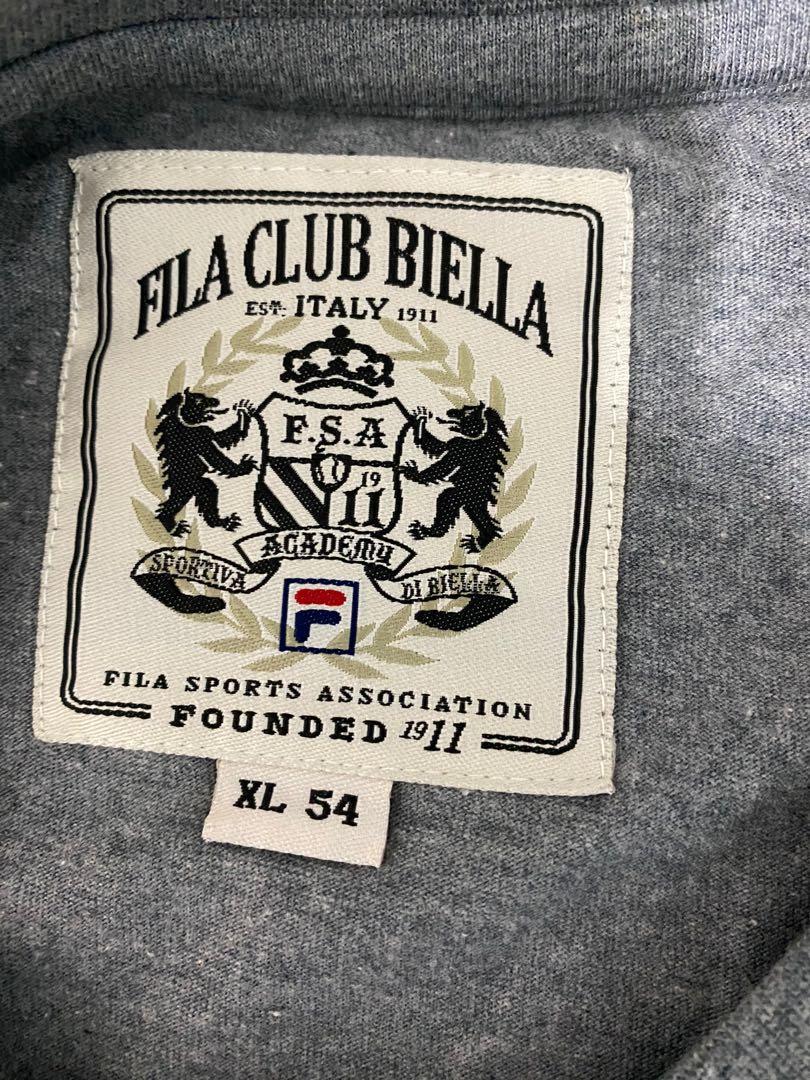 FILA CLUB BIELLA
EST. ITALY 1911
F.S.A
19
11
ACADEMY
SPORTIVA
DI BIELLA
F
FILA SPORTS ASSOCIATION
FOUNDED 1911
XL 54